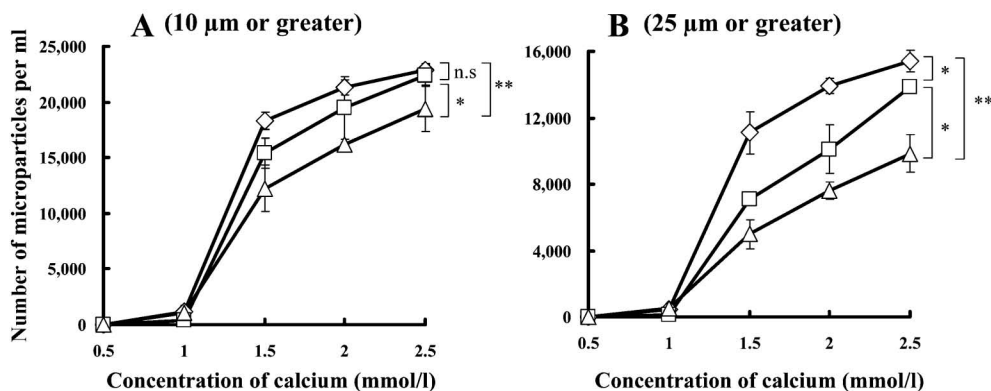 A (10 µm or greater)
Number of microparticles per ml
25,000
20,000
15,000
10,000
5,000
0
0.5 1 1.5 2 2.5
Concentration of calcium (mmol/l)
n.s
*
**
B (25 µm or greater)
16,000
12,000
8,000
4,000
0
0.5 1 1.5 2 2.5
Concentration of calcium (mmol/l)
*
*
**